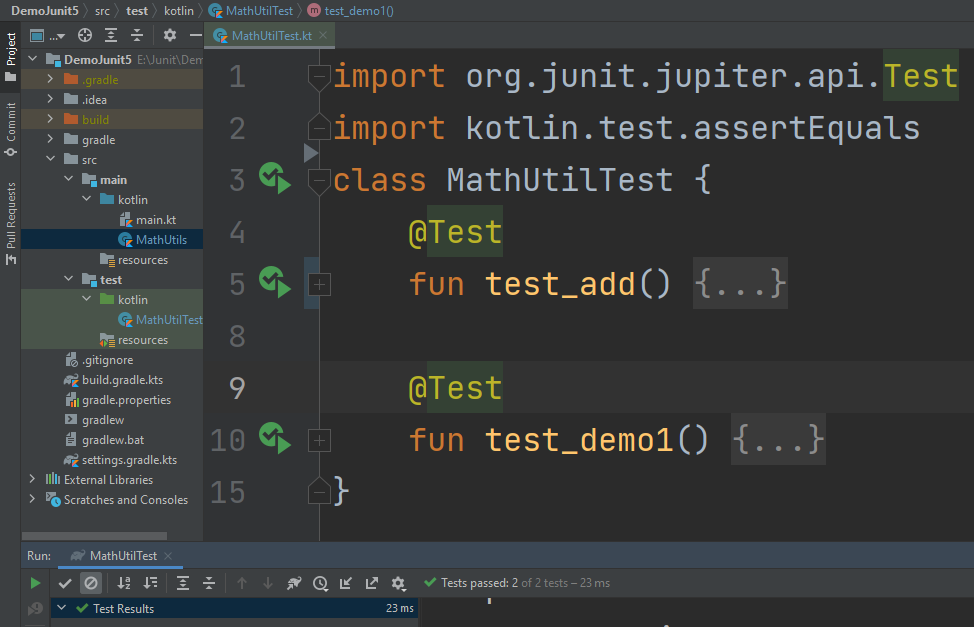 DemoJunit5 src test kotlin MathUtilTest test_demo1()
Project
Commit
Pull Requests
...
MathUtilTest.kt
DemoJunit5 E:\Junit\Dem
.gradle
.idea
build
gradle
src
main
kotlin
main.kt
MathUtils
resources
test
kotlin
MathUtilTest
resources
.gitignore
build.gradle.kts
gradle.properties
gradlew
gradlew.bat
settings.gradle.kts
External Libraries
Scratches and Consoles
1 import org.junit.jupiter.api.Test
2 import kotlin.test.assertEquals
3 class MathUtilTest {
4 @Test
5 fun test_add() {...}
8
9 @Test
10 fun test_demo1() {...}
15 }
Run: MathUtilTest
Tests passed: 2 of 2 tests – 23 ms
Test Results 23 ms